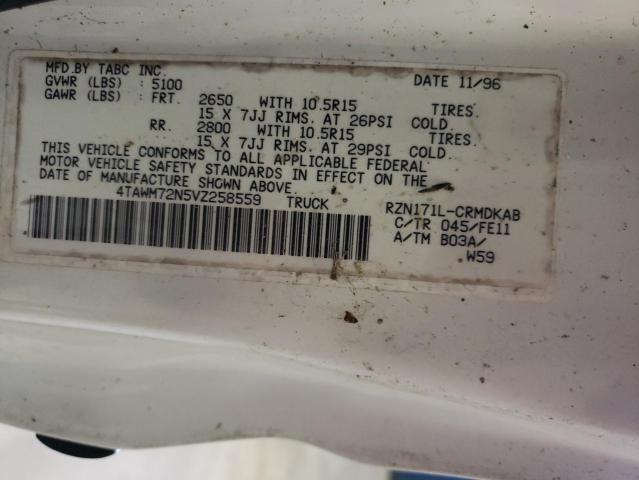 MFD.BY TABC INC. DATE 11/96
GVWR (LBS) : 5100
GAWR (LBS) : FRT. 2650 WITH 10.5R15 TIRES.
15 X 7JJ RIMS. AT 26PSI COLD.
RR. 2800 WITH 10.5R15 TIRES.
15 X 7JJ RIMS. AT 29PSI COLD.
THIS VEHICLE CONFORMS TO ALL APPLICABLE FEDERAL
MOTOR VEHICLE SAFETY STANDARDS IN EFFECT ON THE
DATE OF MANUFACTURE SHOWN ABOVE.
4TAWM72N5VZ258559 TRUCK RZN171L-CRMDKAB
C/TR 045/FE11
A/TM B03A/
W59